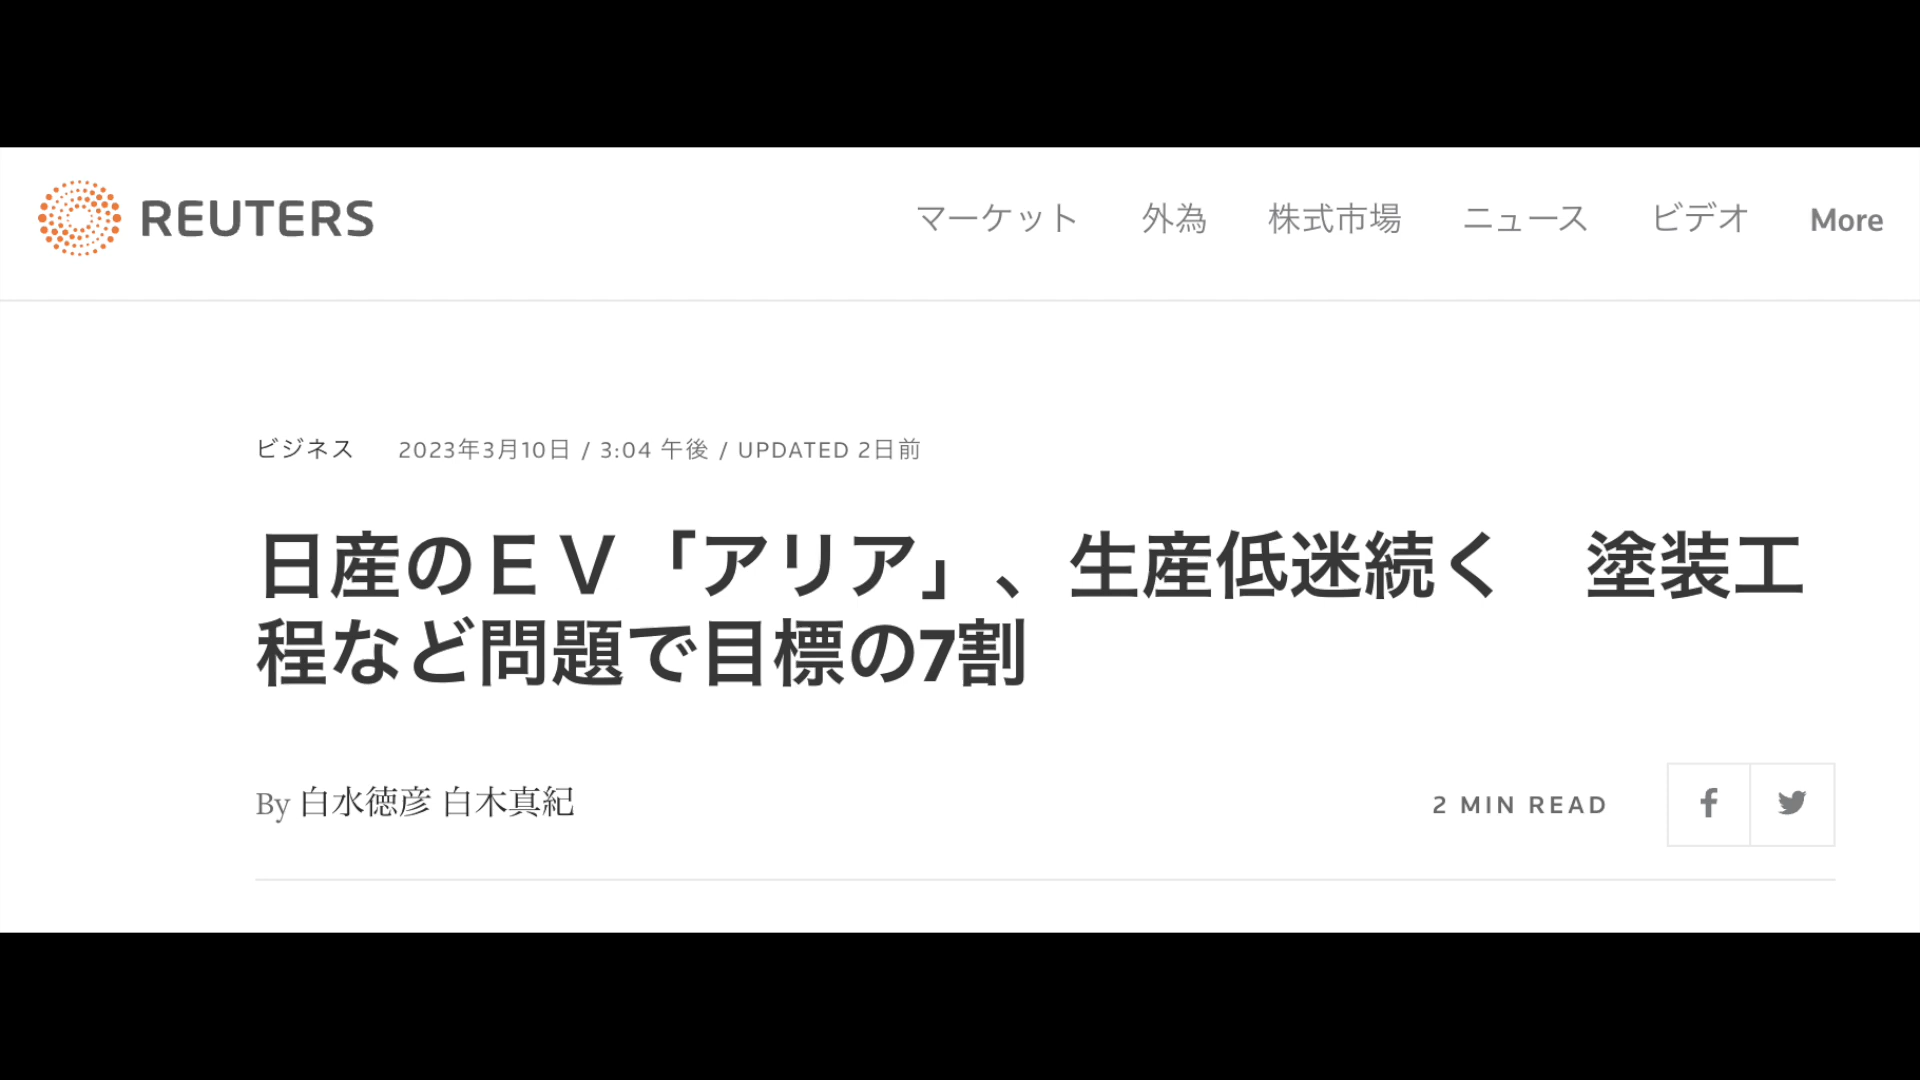 REUTERS
マーケット 外為 株式市場 ニュース ビデオ More
ビジネス 2023年3月10日 / 3:04 午後 / UPDATED 2日前
日産のＥＶ「アリア」、生産低迷続く　塗装工
程など問題で目標の7割
By 白水徳彦 白木真紀
2 MIN READ